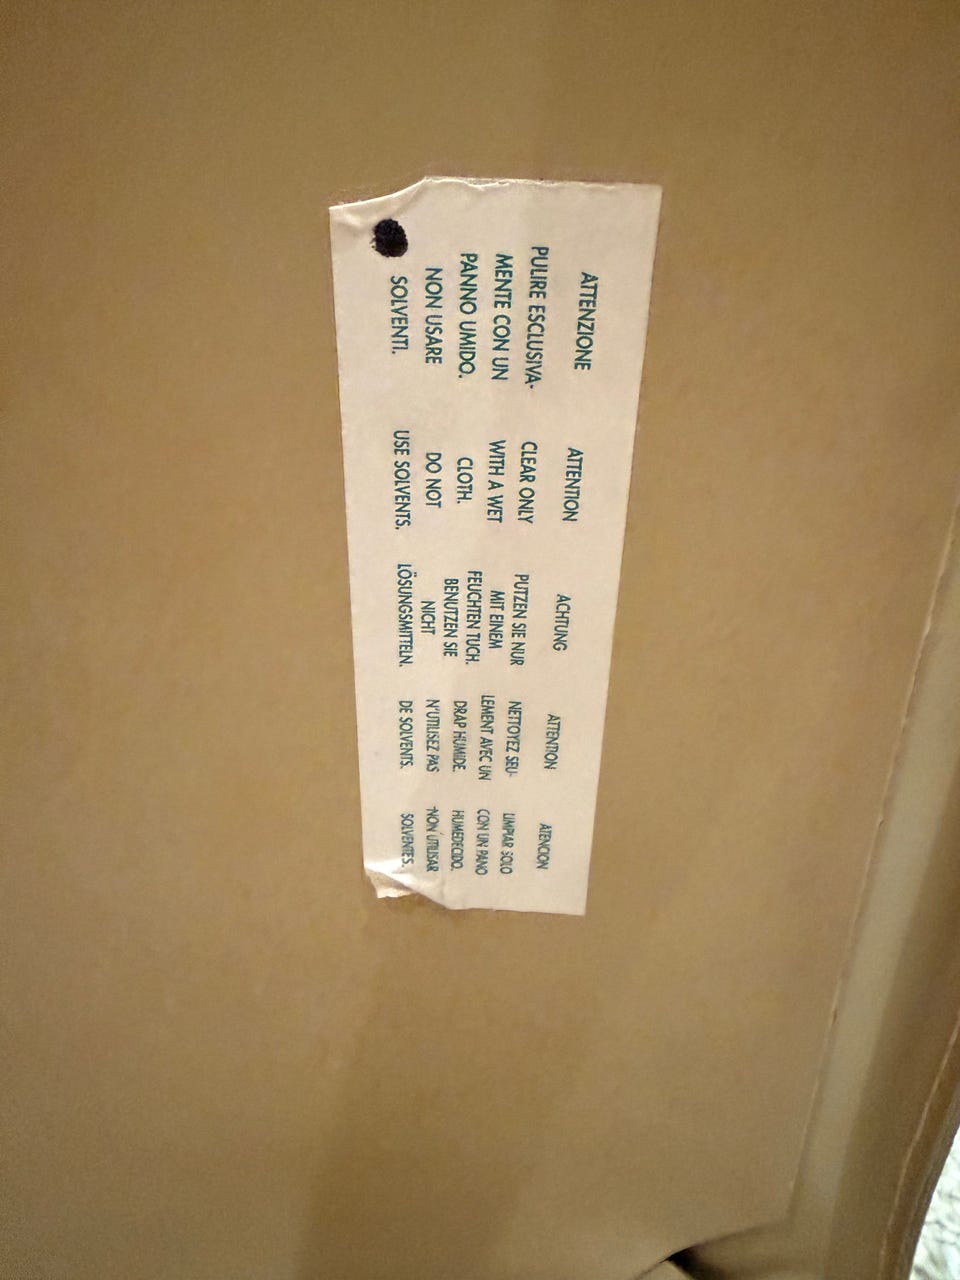 ATTENZIONE
PULIRE ESCLUSIVA-
MENTE CON UN
PANNO UMIDO.
NON USARE
SOLVENTI.
ATTENTION
CLEAR ONLY
WITH A WET
CLOTH.
DO NOT
USE SOLVENTS.
ACHTUNG
PUTZEN SIE NUR
MIT EINEM
FEUCHTEN TUCH.
BENUTZEN SIE
NICHT
LÖSUNGSMITTELN.
ATTENTION
NETTOYEZ SEU-
LEMENT AVEC UN
DRAP HUMIDE.
N'UTILISEZ PAS
DE SOLVENTS.
ATENCION
LIMPIAR SOLO
CON UN PANO
HUMEDECIDO.
NON UTILISAR
SOLVENTES.